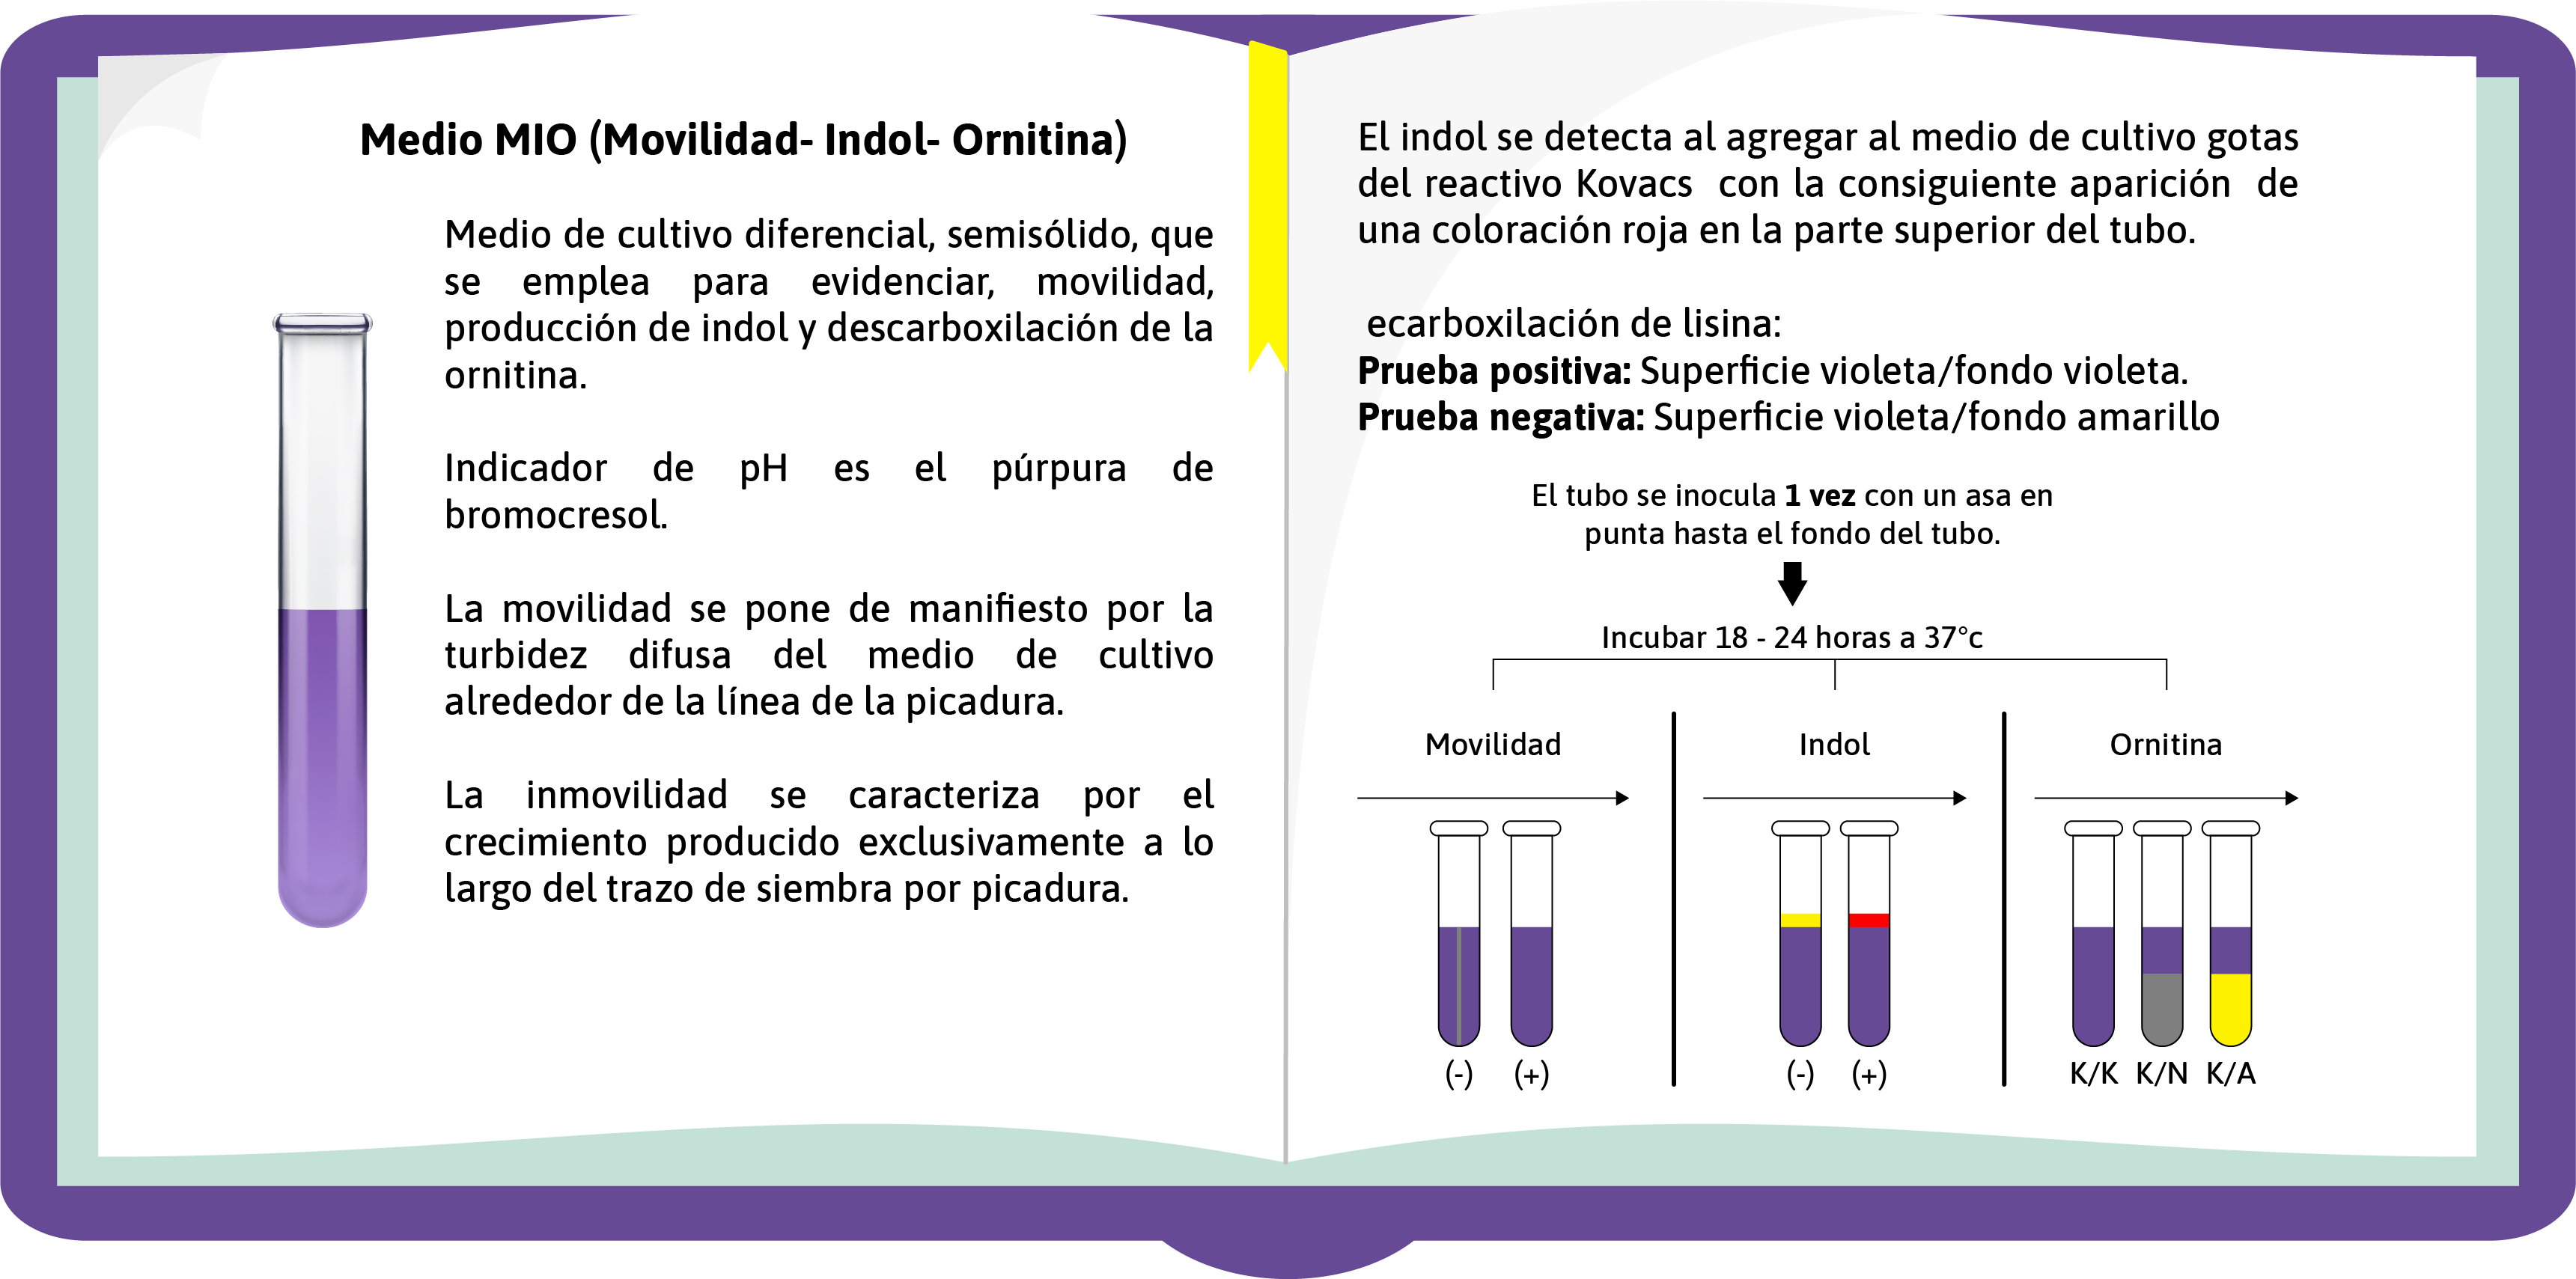 Medio MIO (Movilidad- Indol- Ornitina)
Medio de cultivo diferencial, semisólido, que
se emplea para evidenciar, movilidad,
producción de indol y descarboxilación de la
ornitina.
Indicador de pH es el púrpura de
bromocresol.
La movilidad se pone de manifiesto por la
turbidez difusa del medio de cultivo
alrededor de la línea de la picadura.
La inmovilidad se caracteriza por el
crecimiento producido exclusivamente a lo
largo del trazo de siembra por picadura.
El indol se detecta al agregar al medio de cultivo gotas
del reactivo Kovacs con la consiguiente aparición de
una coloración roja en la parte superior del tubo.
ecarboxilación de lisina:
Prueba positiva: Superficie violeta/fondo violeta.
Prueba negativa: Superficie violeta/fondo amarillo
El tubo se inocula 1 vez con un asa en
punta hasta el fondo del tubo.
Incubar 18 - 24 horas a 37°c
Movilidad
Indol
Ornitina
(-) (+)
(-) (+)
K/K K/N K/A